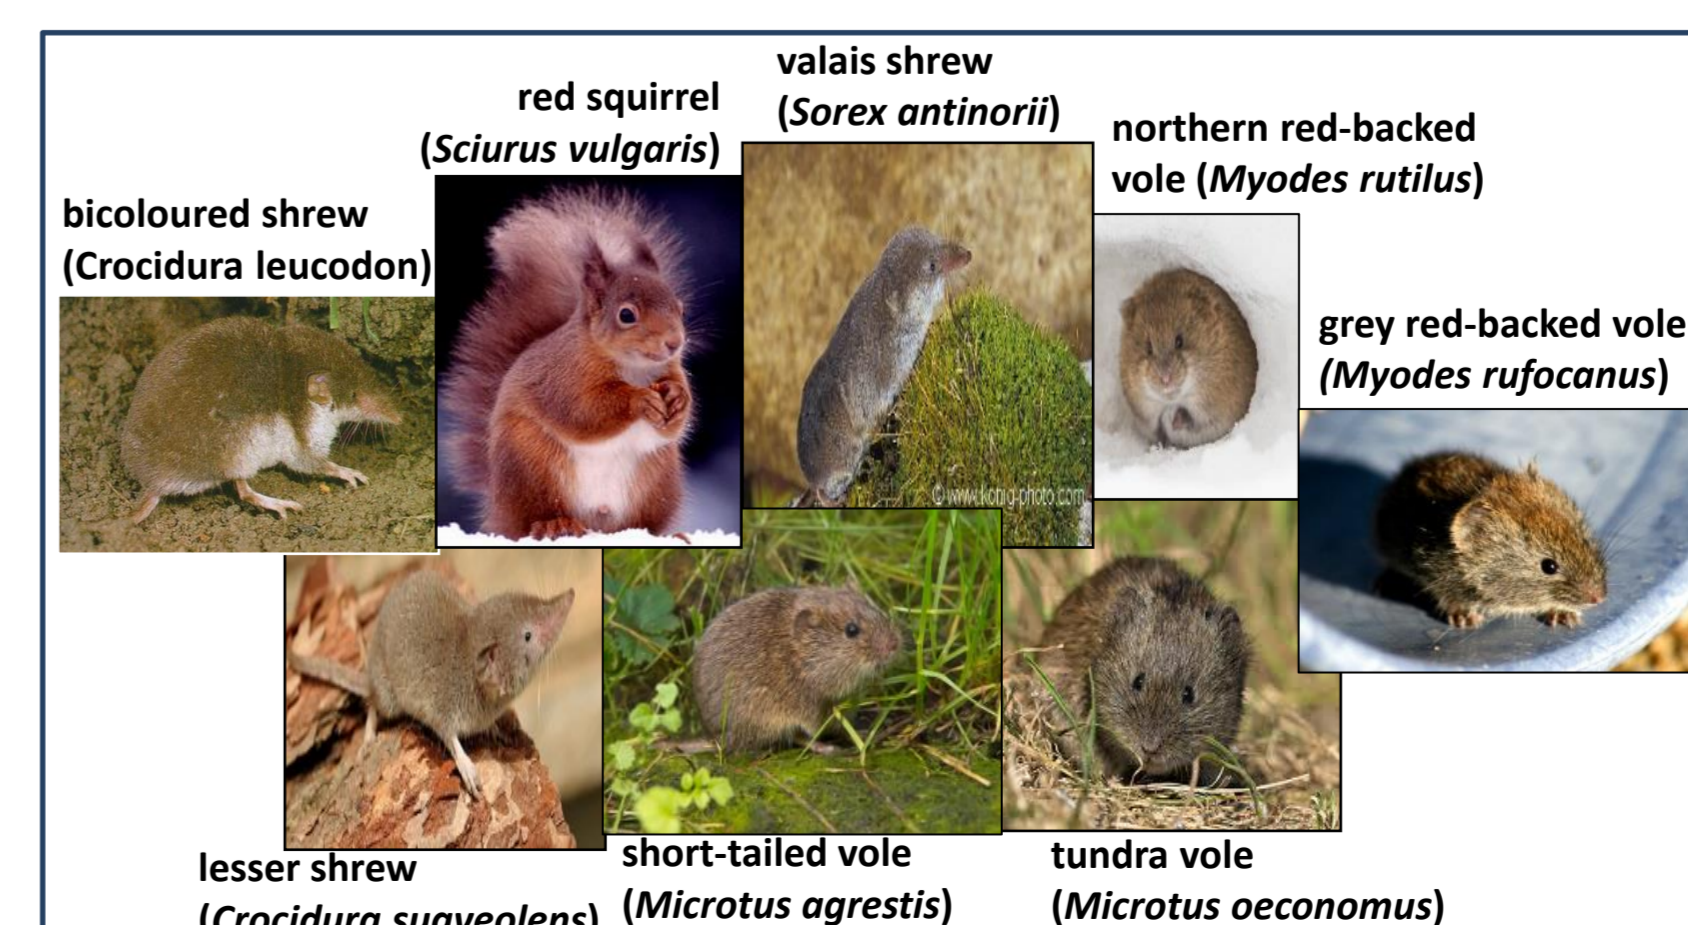 valais shrew
(Sorex antinorii)
red squirrel
(Sciurus vulgaris)
northern red-backed
vole (Myodes rutilus)
bicoloured shrew
(Crocidura leucodon)
grey red-backed vole
(Myodes rufocanus)
© www.konig-photo.com
lesser shrew
(Crocidura suaveolens)
short-tailed vole
(Microtus agrestis)
tundra vole
(Microtus oeconomus)